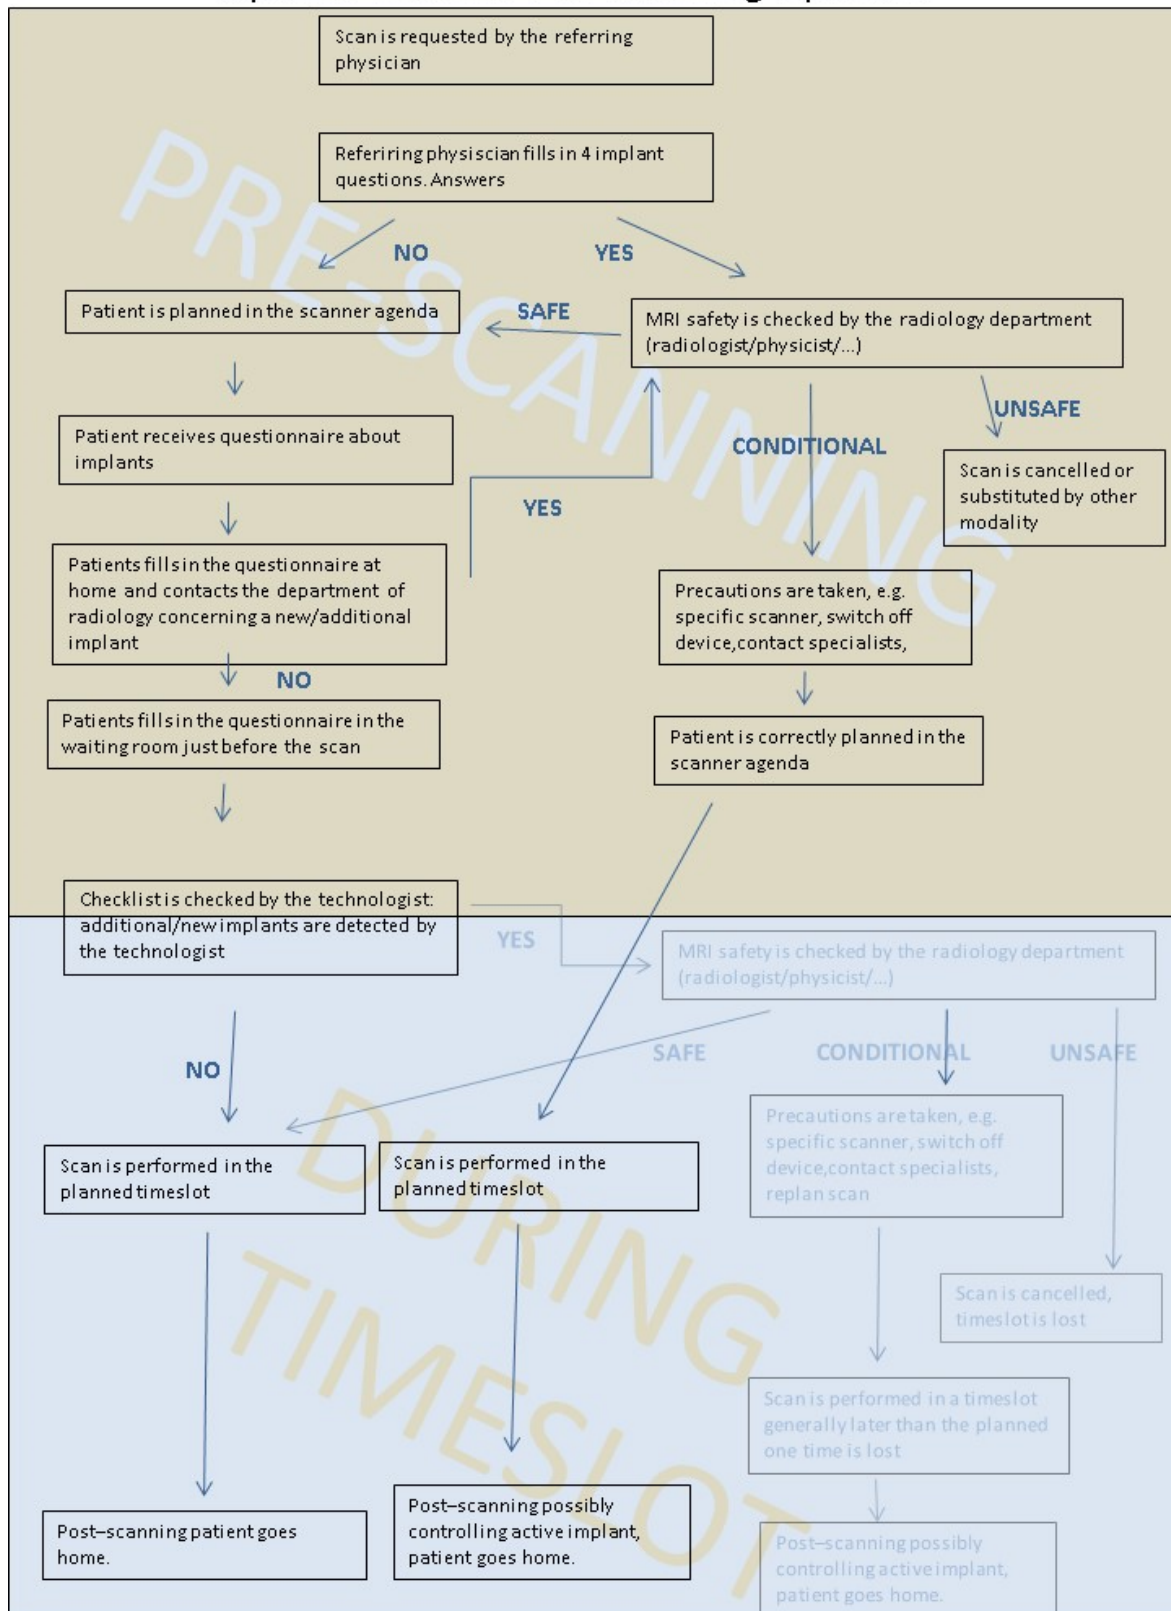 Scan is requested by the referring
physician
Referiring physiscian fills in 4 implant
questions. Answers
PRE-SCANNING
NO
YES
Patient is planned in the scanner agenda
SAFE
MRI safety is checked by the radiology department
(radiologist/physicist/...)
UNSAFE
Patient receives questionnaire about
implants
CONDITIONAL
Scan is cancelled or
substituted by other
modality
YES
Patients fills in the questionnaire at
home and contacts the department of
radiology concerning a new/additional
implant
Precautions are taken, e.g.
specific scanner, switch off
device,contact specialists,
NO
Patients fills in the questionnaire in the
waiting room just before the scan
Patient is correctly planned in the
scanner agenda
Checklist is checked by the technologist:
additional/new implants are detected by
the technologist
YES
MRI safety is checked by the radiology department
(radiologist/physicist/...)
NO
SAFE
CONDITIONAL
UNSAFE
DURING
TIMESLOT
Scan is performed in the
planned timeslot
Scan is performed in the
planned timeslot
Precautions are taken, e.g.
specific scanner, switch off
device,contact specialists,
replan scan
Scan is cancelled,
timeslot is lost
Scan is performed in a timeslot
generally later than the planned
one time is lost
Post–scanning patient goes
home.
Post–scanning possibly
controlling active implant,
patient goes home.
Post–scanning possibly
controlling active implant,
patient goes home.